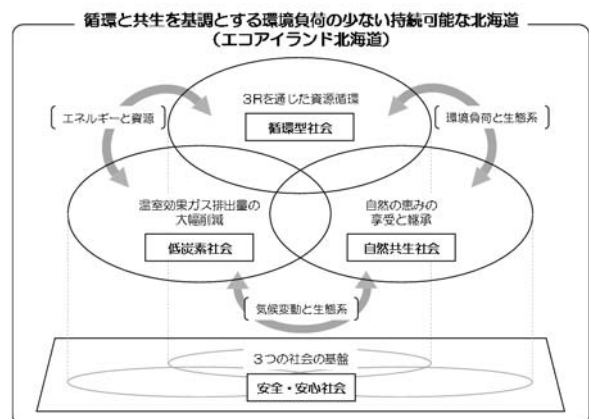 循環と共生を基調とする環境負荷の少ない持続可能な北海道
（エコアイランド北海道）
3Rを通じた資源循環
循環型社会
エネルギーと資源
環境負荷と生態系
温室効果ガス排出量の
大幅削減
低炭素社会
自然の恵みの
享受と継承
自然共生社会
気候変動と生態系
3つの社会の基盤
安全・安心社会